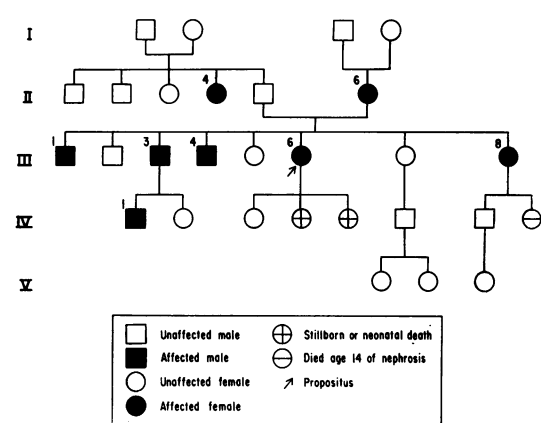 I
4 6
II
1 3 4 6 8
III
Propositus
1
IV
V
Unaffected male Stillborn or neonatal death
Affected male Died age 14 of nephrosis
Unaffected female Propositus
Affected female